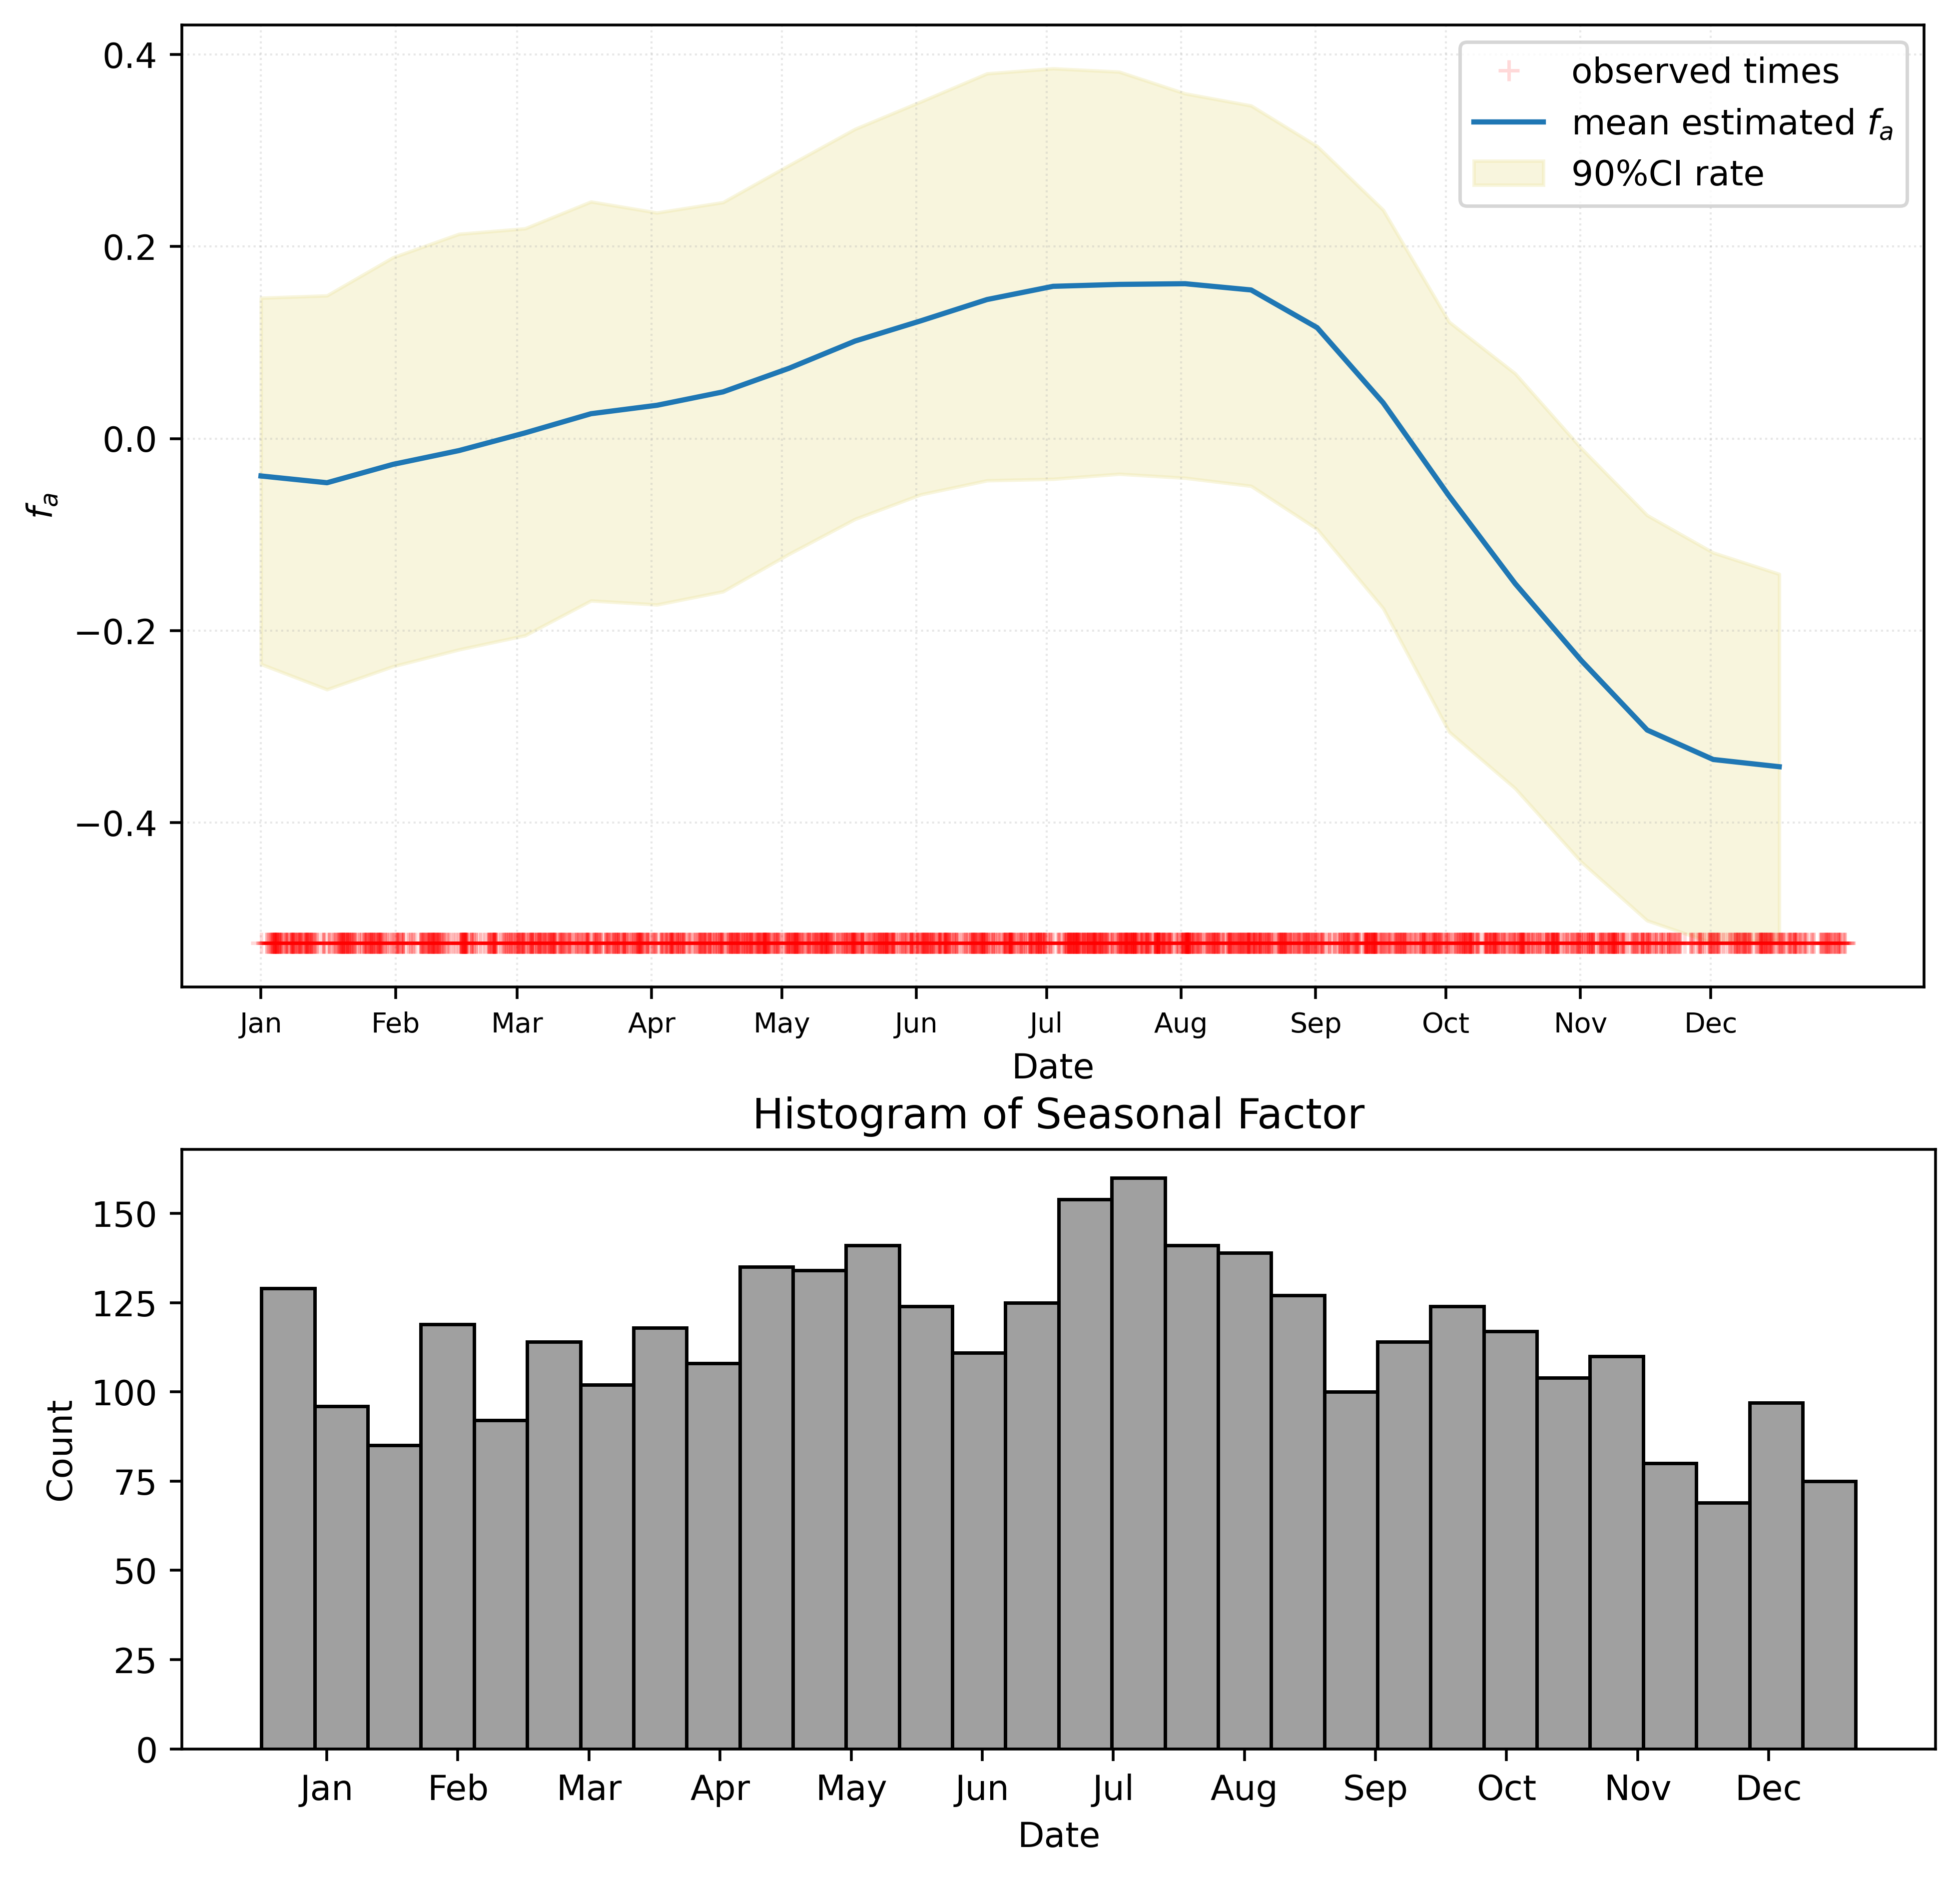 0.4
0.2
0.0
−0.2
−0.4
fa
observed times
mean estimated fa
90%CI rate
Jan Feb Mar Apr May Jun Jul Aug Sep Oct Nov Dec
Date
Histogram of Seasonal Factor
150
125
100
75
50
25
0
Count
Jan Feb Mar Apr May Jun Jul Aug Sep Oct Nov Dec
Date